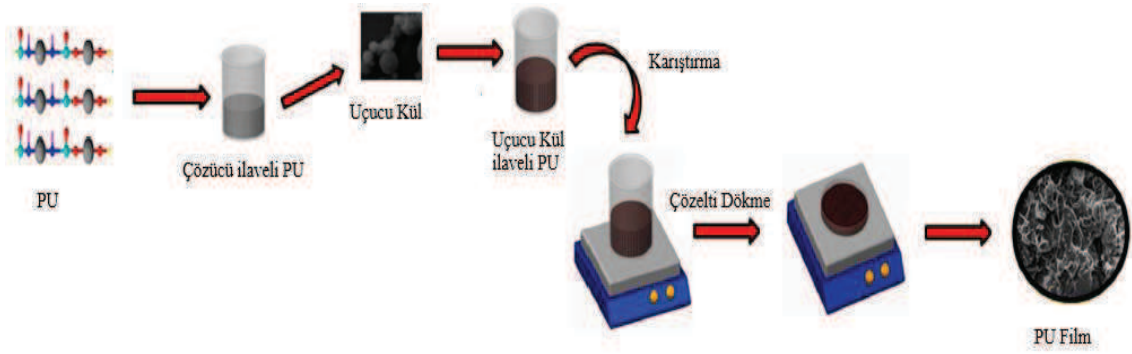 PU
Çözücü ilaveli PU
Uçucu Kül
Uçucu Kül
ilaveli PU
Karıştırma
Çözelti Dökme
PU Film